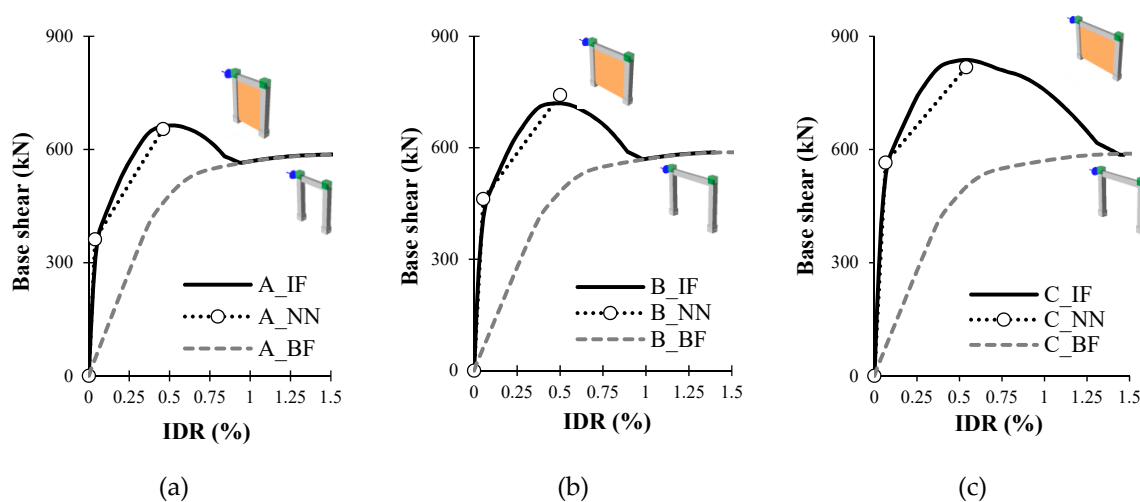 900
600
300
0
Base shear (kN)
A_IF
A_NN
A_BF
0 0.25 0.5 0.75 1 1.25 1.5
IDR (%)
(a)
900
600
300
0
Base shear (kN)
B_IF
B_NN
B_BF
0 0.25 0.5 0.75 1 1.25 1.5
IDR (%)
(b)
900
600
300
0
Base shear (kN)
C_IF
C_NN
C_BF
0 0.25 0.5 0.75 1 1.25 1.5
IDR (%)
(c)